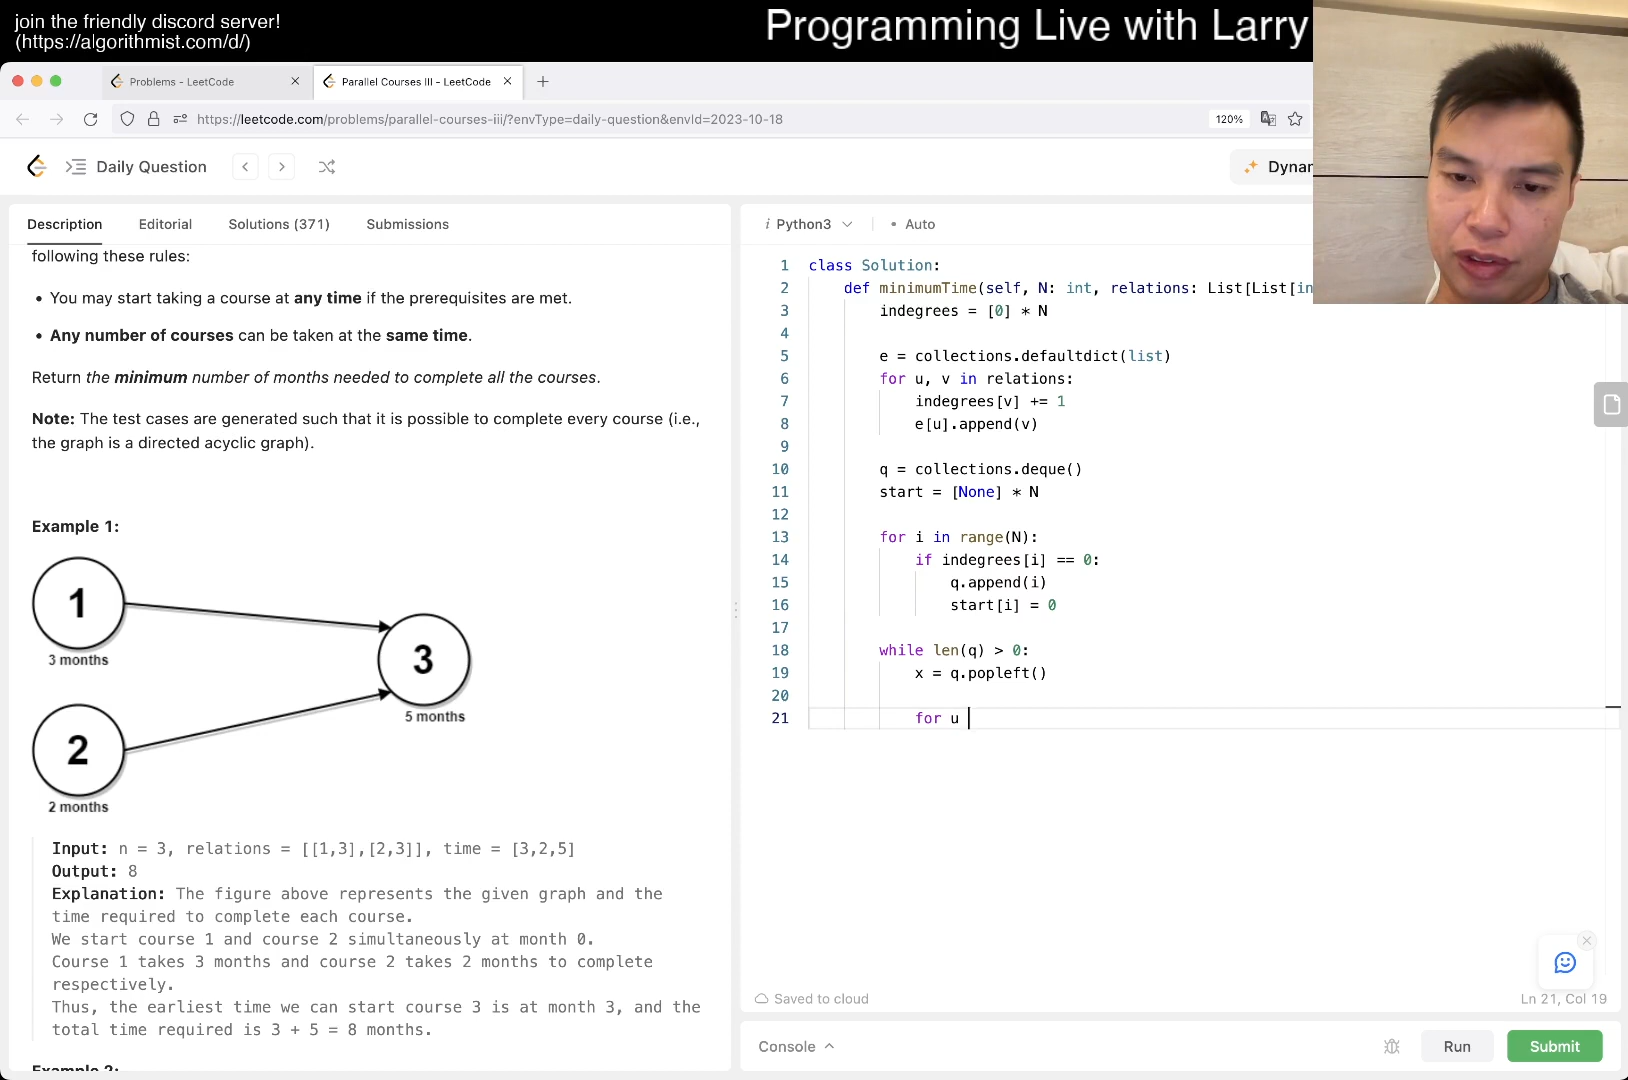 join the friendly discord server!
(https://algorithmist.com/d/)
Programming Live with Larry
Problems - LeetCode
Parallel Courses III - LeetCode
https://leetcode.com/problems/parallel-courses-iii/?envType=daily-question&envId=2023-10-18
120%
Daily Question
Dynam
Description Editorial Solutions (371) Submissions
following these rules:
• You may start taking a course at any time if the prerequisites are met.
• Any number of courses can be taken at the same time.
Return the minimum number of months needed to complete all the courses.
Note: The test cases are generated such that it is possible to complete every course (i.e.,
the graph is a directed acyclic graph).
Example 1:
1
3 months
3
5 months
2
2 months
Input: n = 3, relations = [[1,3],[2,3]], time = [3,2,5]
Output: 8
Explanation: The figure above represents the given graph and the
time required to complete each course.
We start course 1 and course 2 simultaneously at month 0.
Course 1 takes 3 months and course 2 takes 2 months to complete
respectively.
Thus, the earliest time we can start course 3 is at month 3, and the
total time required is 3 + 5 = 8 months.
Example 2:
i Python3 • Auto
1 class Solution:
2 def minimumTime(self, N: int, relations: List[List[in
3 indegrees = [0] * N
4
5 e = collections.defaultdict(list)
6 for u, v in relations:
7 indegrees[v] += 1
8 e[u].append(v)
9
10 q = collections.deque()
11 start = [None] * N
12
13 for i in range(N):
14 if indegrees[i] == 0:
15 q.append(i)
16 start[i] = 0
17
18 while len(q) > 0:
19 x = q.popleft()
20
21 for u
Saved to cloud
Ln 21, Col 19
Console
Run
Submit